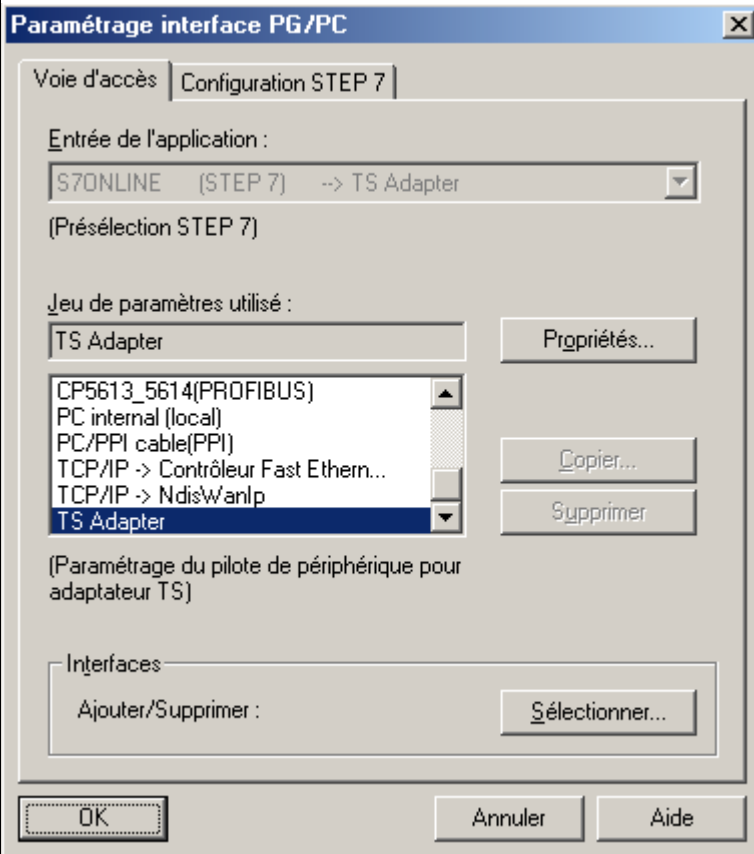 Paramétrage interface PG/PC
Voie d'accès
Configuration STEP 7
Entrée de l'application :
S7ONLINE (STEP 7) --> TS Adapter
(Présélection STEP 7)
Jeu de paramètres utilisé :
TS Adapter
Propriétés...
CP5613_5614(PROFIBUS)
PC internal (local)
PC/PPI cable(PPI)
TCP/IP -> Contrôleur Fast Ethern...
TCP/IP -> NdisWanIp
TS Adapter
Copier...
Supprimer
(Paramétrage du pilote de périphérique pour
adaptateur TS)
Interfaces
Ajouter/Supprimer :
Sélectionner...
OK
Annuler
Aide